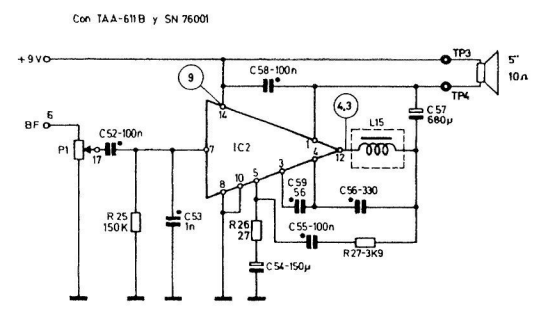 Con TAA-611B y SN 76001
+9V
TP3
5"
10Ω
TP4
9
C58-100n
14
4,3
C57
680μ
L15
BF
6
P1
17
C52-100n
7
IC2
1
12
4
3
5
10
8
C59
56
C56-330
R25
150K
C53
1n
R26
27
C55-100n
R27-3K9
C54-150μ